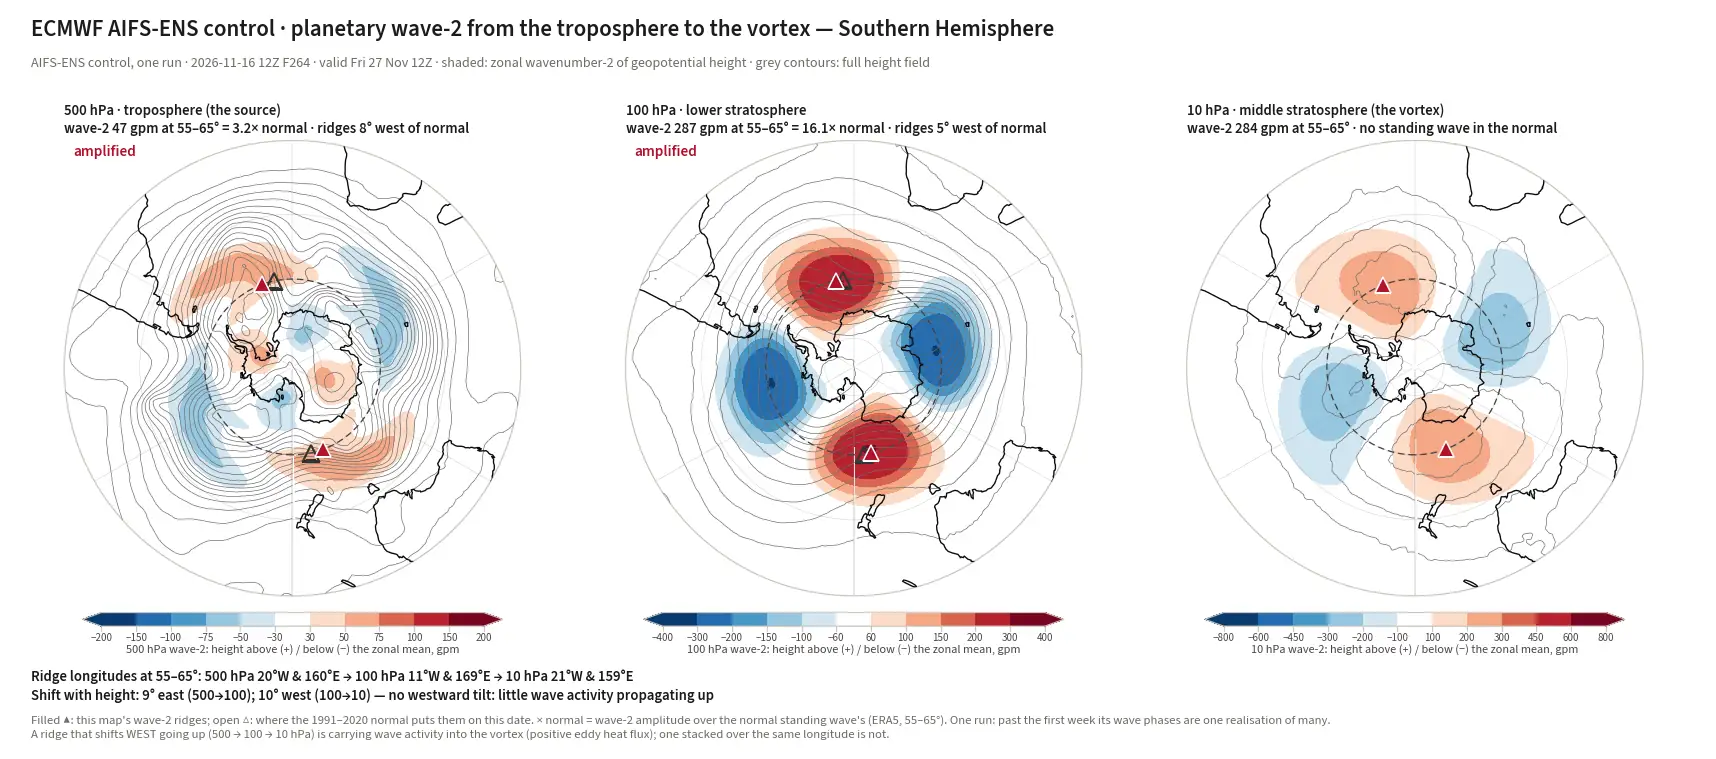 ECMWF AIFS-ENS control · planetary wave-2 from the troposphere to the vortex — Southern Hemisphere
AIFS-ENS control, one run · 2026-11-16 12Z F264 · valid Fri 27 Nov 12Z · shaded: zonal wavenumber-2 of geopotential height · grey contours: full height field
500 hPa · troposphere (the source)
wave-2 47 gpm at 55–65° = 3.2× normal · ridges 8° west of normal
amplified
100 hPa · lower stratosphere
wave-2 287 gpm at 55–65° = 16.1× normal · ridges 5° west of normal
amplified
10 hPa · middle stratosphere (the vortex)
wave-2 284 gpm at 55–65° · no standing wave in the normal
−200 −150 −100 −75 −50 −30 30 50 75 100 150 200
500 hPa wave-2: height above (+) / below (−) the zonal mean, gpm
−400 −300 −200 −150 −100 −60 60 100 150 200 300 400
100 hPa wave-2: height above (+) / below (−) the zonal mean, gpm
−800 −600 −450 −300 −200 −100 100 200 300 450 600 800
10 hPa wave-2: height above (+) / below (−) the zonal mean, gpm
Ridge longitudes at 55–65°: 500 hPa 20°W & 160°E → 100 hPa 11°W & 169°E → 10 hPa 21°W & 159°E
Shift with height: 9° east (500→100); 10° west (100→10) — no westward tilt: little wave activity propagating up
Filled ▲: this map's wave-2 ridges; open △: where the 1991–2020 normal puts them on this date. × normal = wave-2 amplitude over the normal standing wave's (ERA5, 55–65°). One run: past the first week its wave phases are one realisation of many.
A ridge that shifts WEST going up (500 → 100 → 10 hPa) is carrying wave activity into the vortex (positive eddy heat flux); one stacked over the same longitude is not.